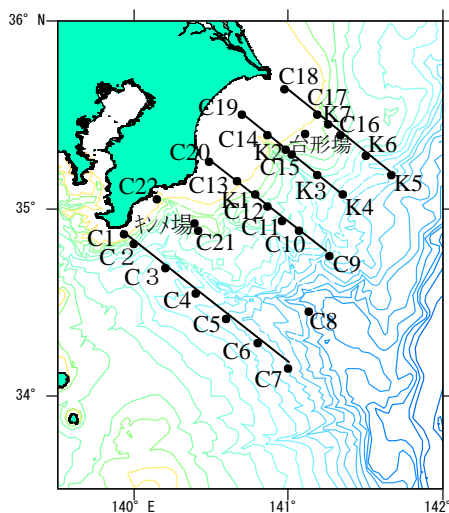 36° N
C18
C17
C19
K7
C16
C14
台形場
K6
K2
C20
C15
K5
C13
K3
C22
K1
K4
C12
35°
キンメ場
C11
C1
C21
C10
C２
C9
C３
C4
C8
C5
C6
C7
34°
140° E
141°
142°